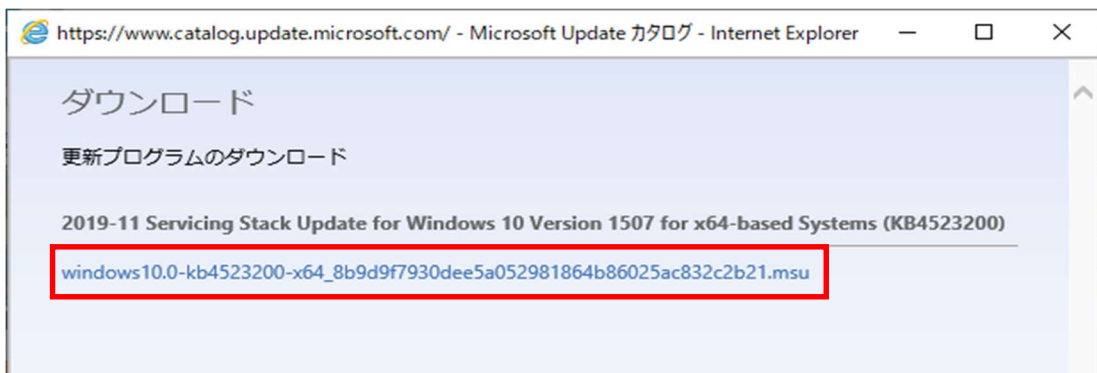 https://www.catalog.update.microsoft.com/ - Microsoft Update カタログ - Internet Explorer
ダウンロード
更新プログラムのダウンロード
2019-11 Servicing Stack Update for Windows 10 Version 1507 for x64-based Systems (KB4523200)
windows10.0-kb4523200-x64_8b9d9f7930dee5a052981864b86025ac832c2b21.msu